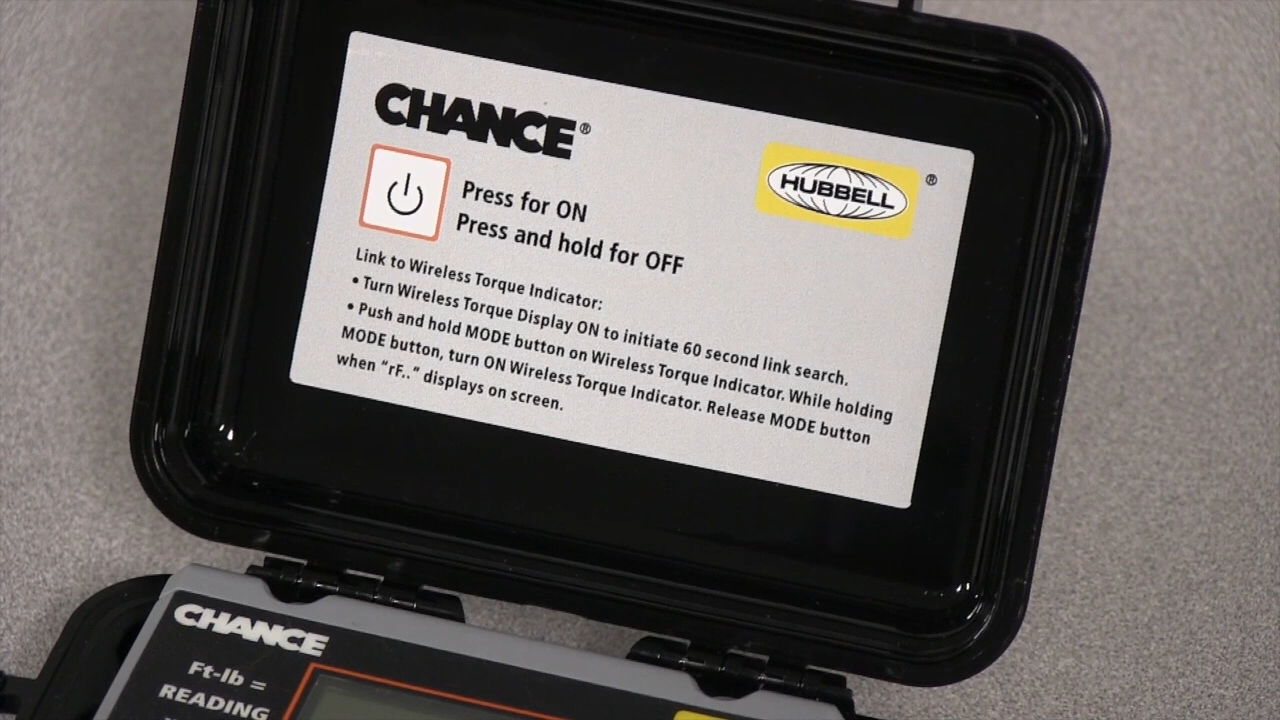 CHANCE®
HUBBELL ®
Press for ON
Press and hold for OFF
Link to Wireless Torque Indicator:
• Turn Wireless Torque Display ON to initiate 60 second link search.
• Push and hold MODE button on Wireless Torque Indicator. While holding
MODE button, turn ON Wireless Torque Indicator. Release MODE button
when “rF..“ displays on screen.
CHANCE
Ft-lb =
READING